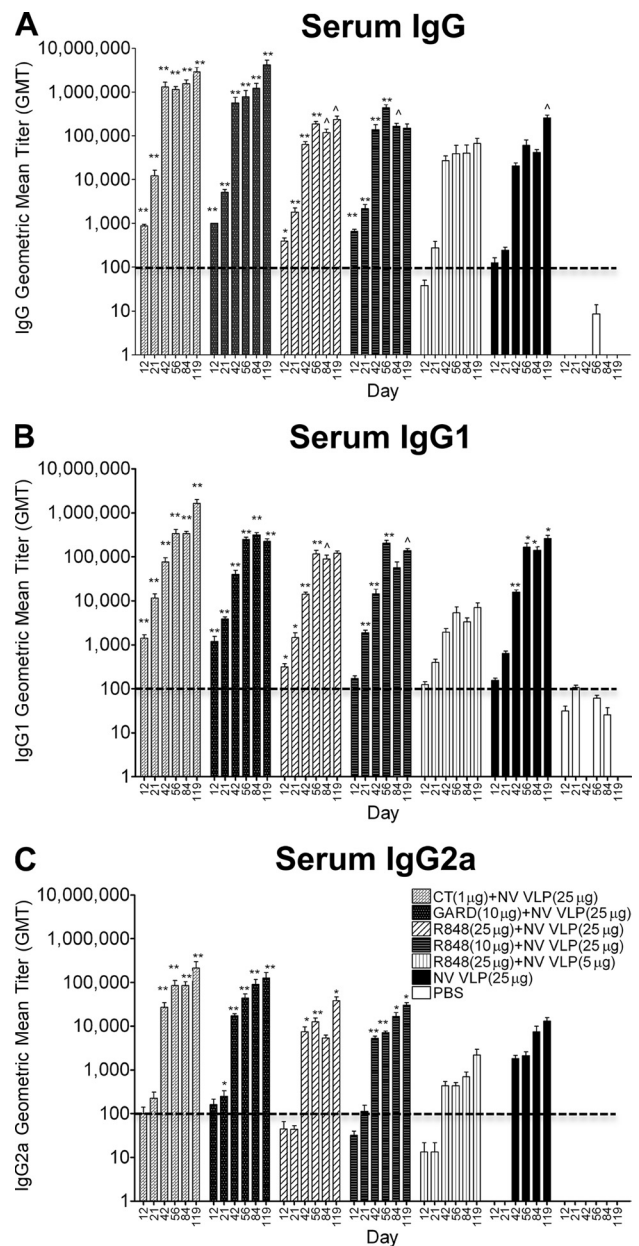 A
Serum IgG
IgG Geometric Mean Titer (GMT)
10,000,000
1,000,000
100,000
10,000
1,000
100
10
1
** ** ** ** ** **
** ** ** ** ** **
* ** ** ** ^ ^
** ** ** ** ^
^
12 21 42 56 84 119 12 21 42 56 84 119 12 21 42 56 84 119 12 21 42 56 84 119 12 21 42 56 84 119 12 21 42 56 84 119 12 21 42 56 84 119
Day
B
Serum IgG1
IgG1 Geometric Mean Titer (GMT)
10,000,000
1,000,000
100,000
10,000
1,000
100
10
1
** ** ** ** ** **
** ** ** ** ** **
* * ** ** ^
** ** ** ^
** * * *
12 21 42 56 84 119 12 21 42 56 84 119 12 21 42 56 84 119 12 21 42 56 84 119 12 21 42 56 84 119 12 21 42 56 84 119 12 21 42 56 84 119
Day
C
Serum IgG2a
IgG2a Geometric Mean Titer (GMT)
10,000,000
1,000,000
100,000
10,000
1,000
100
10
1
CT(1µg)+NV VLP(25µg)
GARD(10µg)+NV VLP(25µg)
R848(25µg)+NV VLP(25µg)
R848(10µg)+NV VLP(25µg)
R848(25µg)+NV VLP(5µg)
NV VLP(25µg)
PBS
** ** ** **
* ** ** ** **
* ** *
** ** * *
12 21 42 56 84 119 12 21 42 56 84 119 12 21 42 56 84 119 12 21 42 56 84 119 12 21 42 56 84 119 12 21 42 56 84 119 12 21 42 56 84 119
Day